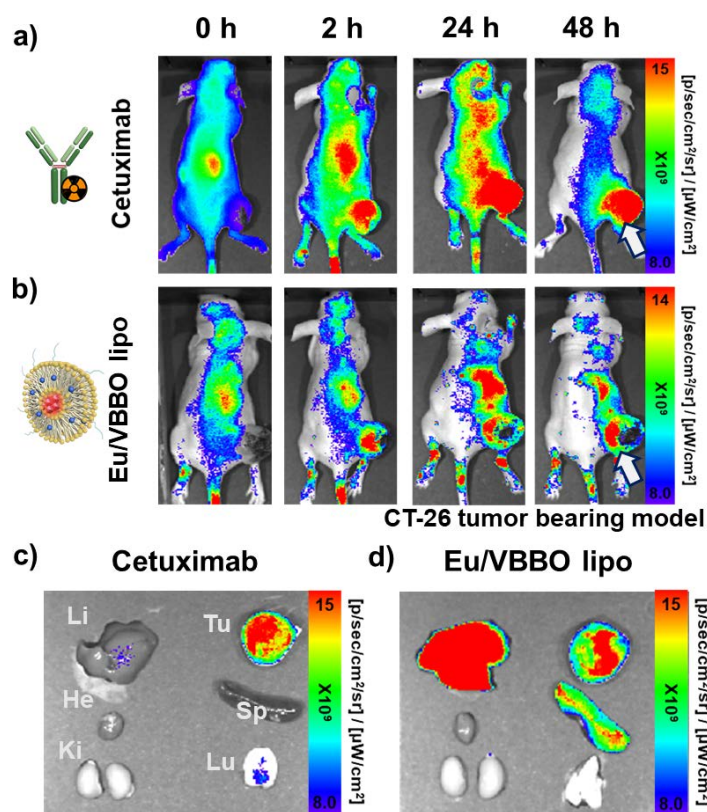 0 h 2 h 24 h 48 h
a)
Cetuximab
15
X10⁹
8.0
[p/sec/cm²/sr] / [µW/cm²]
b)
Eu/VBBO lipo
14
X10⁹
8.0
[p/sec/cm²/sr] / [µW/cm²]
CT-26 tumor bearing model
c) Cetuximab
Li Tu
He Sp
Ki Lu
15
X10⁹
8.0
[p/sec/cm²/sr] / [µW/cm²]
d) Eu/VBBO lipo
15
X10⁹
8.0
[p/sec/cm²/sr] / [µW/cm²]